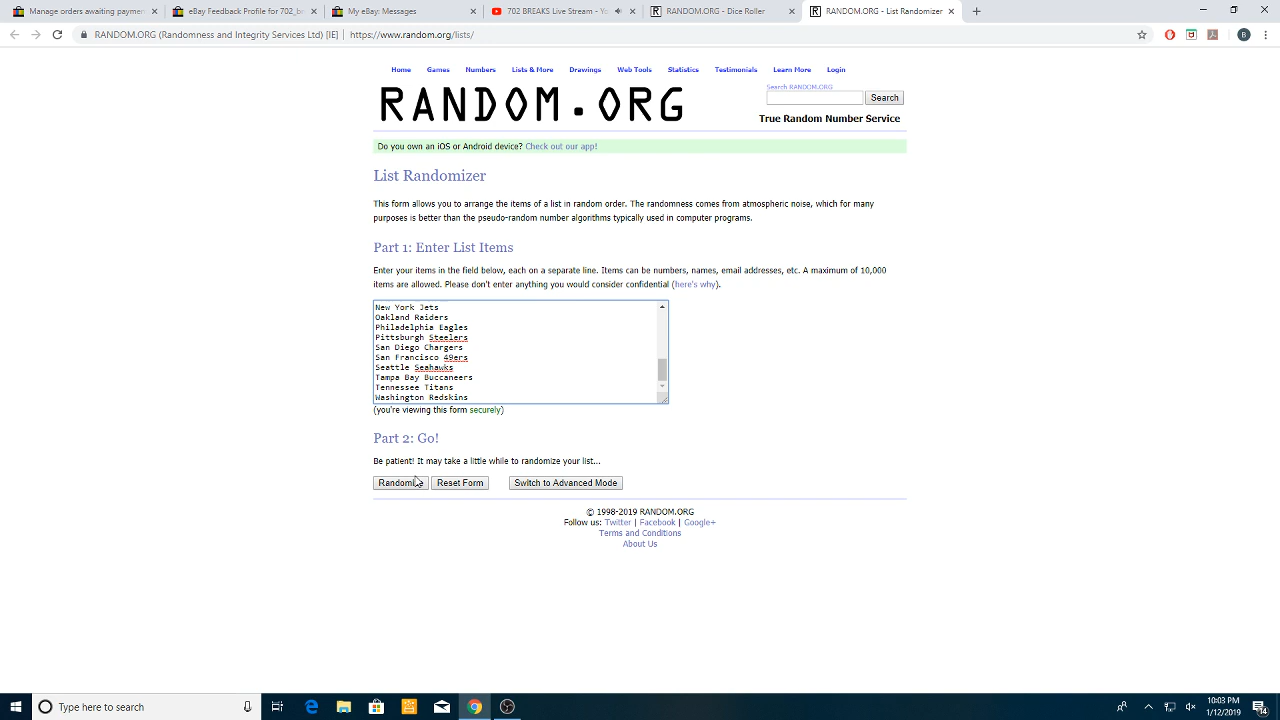 Manage orders awaiting paymen
eBay Feedback Profile for 702_b
My eBay: Messages
702 BREAKS Live Stream - Yo
RANDOM.ORG - Dice Roller
RANDOM.ORG - List Randomizer
RANDOM.ORG (Randomness and Integrity Services Ltd) [IE] | https://www.random.org/lists/
Home Games Numbers Lists & More Drawings Web Tools Statistics Testimonials Learn More Login
RANDOM.ORG
Search RANDOM.ORG
Search
True Random Number Service
Do you own an iOS or Android device? Check out our app!
List Randomizer
This form allows you to arrange the items of a list in random order. The randomness comes from atmospheric noise, which for many
purposes is better than the pseudo-random number algorithms typically used in computer programs.
Part 1: Enter List Items
Enter your items in the field below, each on a separate line. Items can be numbers, names, email addresses, etc. A maximum of 10,000
items are allowed. Please don't enter anything you would consider confidential (here's why).
New York Jets
Oakland Raiders
Philadelphia Eagles
Pittsburgh Steelers
San Diego Chargers
San Francisco 49ers
Seattle Seahawks
Tampa Bay Buccaneers
Tennessee Titans
Washington Redskins
(you're viewing this form securely)
Part 2: Go!
Be patient! It may take a little while to randomize your list...
Randomize Reset Form Switch to Advanced Mode
© 1998-2019 RANDOM.ORG
Follow us: Twitter | Facebook | Google+
Terms and Conditions
About Us
Type here to search
10:03 PM
1/12/2019
14